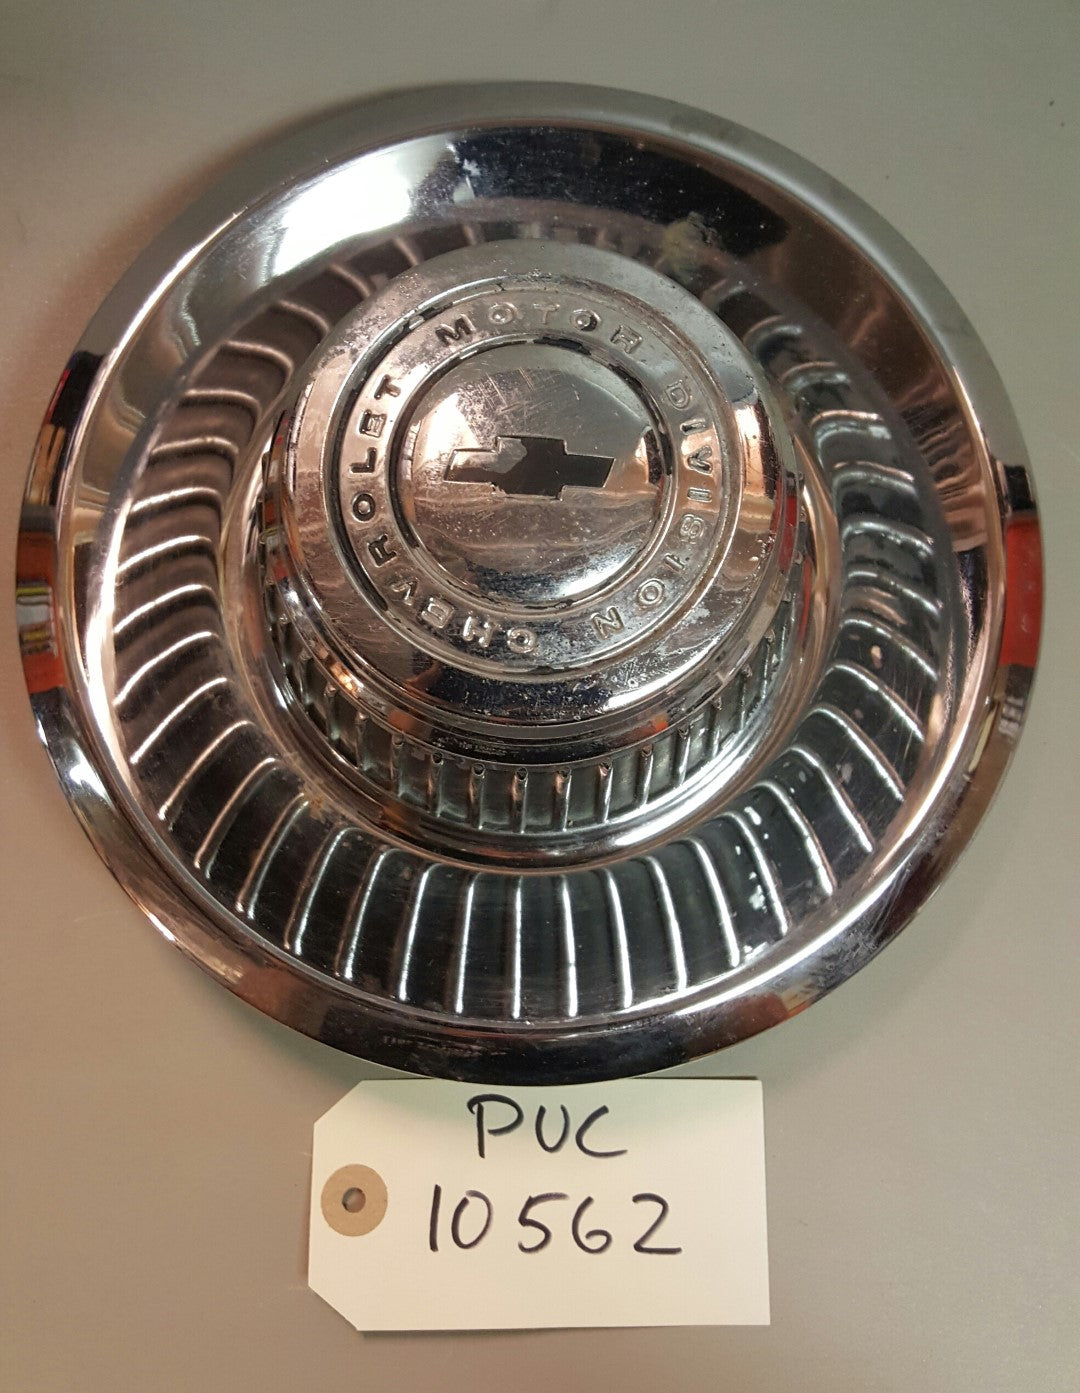 CHEVROLET MOTOR DIVISION
PUC
10562